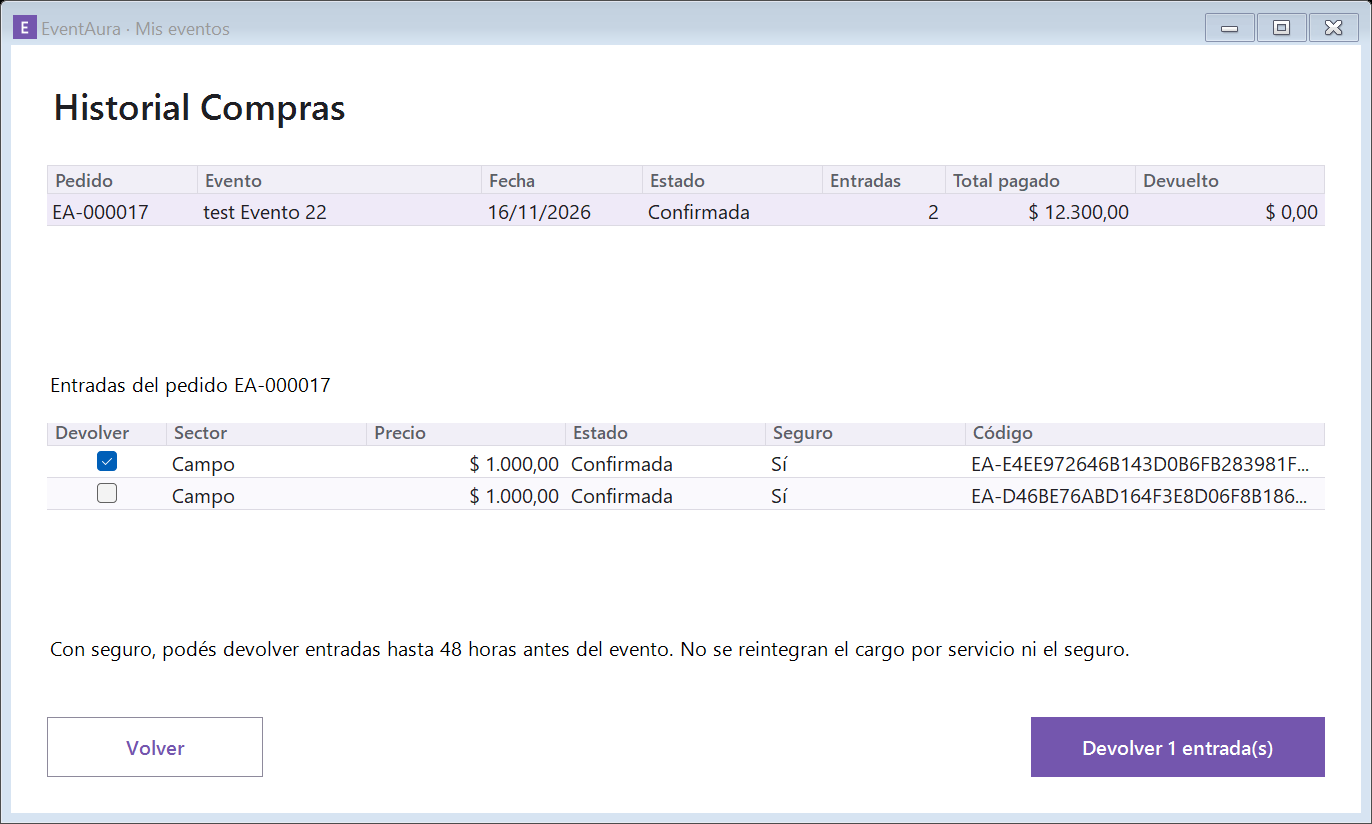 E EventAura · Mis eventos
Historial Compras
Pedido Evento Fecha Estado Entradas Total pagado Devuelto
EA-000017 test Evento 22 16/11/2026 Confirmada 2 $ 12.300,00 $ 0,00
Entradas del pedido EA-000017
Devolver Sector Precio Estado Seguro Código
Campo $ 1.000,00 Confirmada Sí EA-E4EE972646B143D0B6FB283981F...
Campo $ 1.000,00 Confirmada Sí EA-D46BE76ABD164F3E8D06F8B186...
Con seguro, podés devolver entradas hasta 48 horas antes del evento. No se reintegran el cargo por servicio ni el seguro.
Volver Devolver 1 entrada(s)